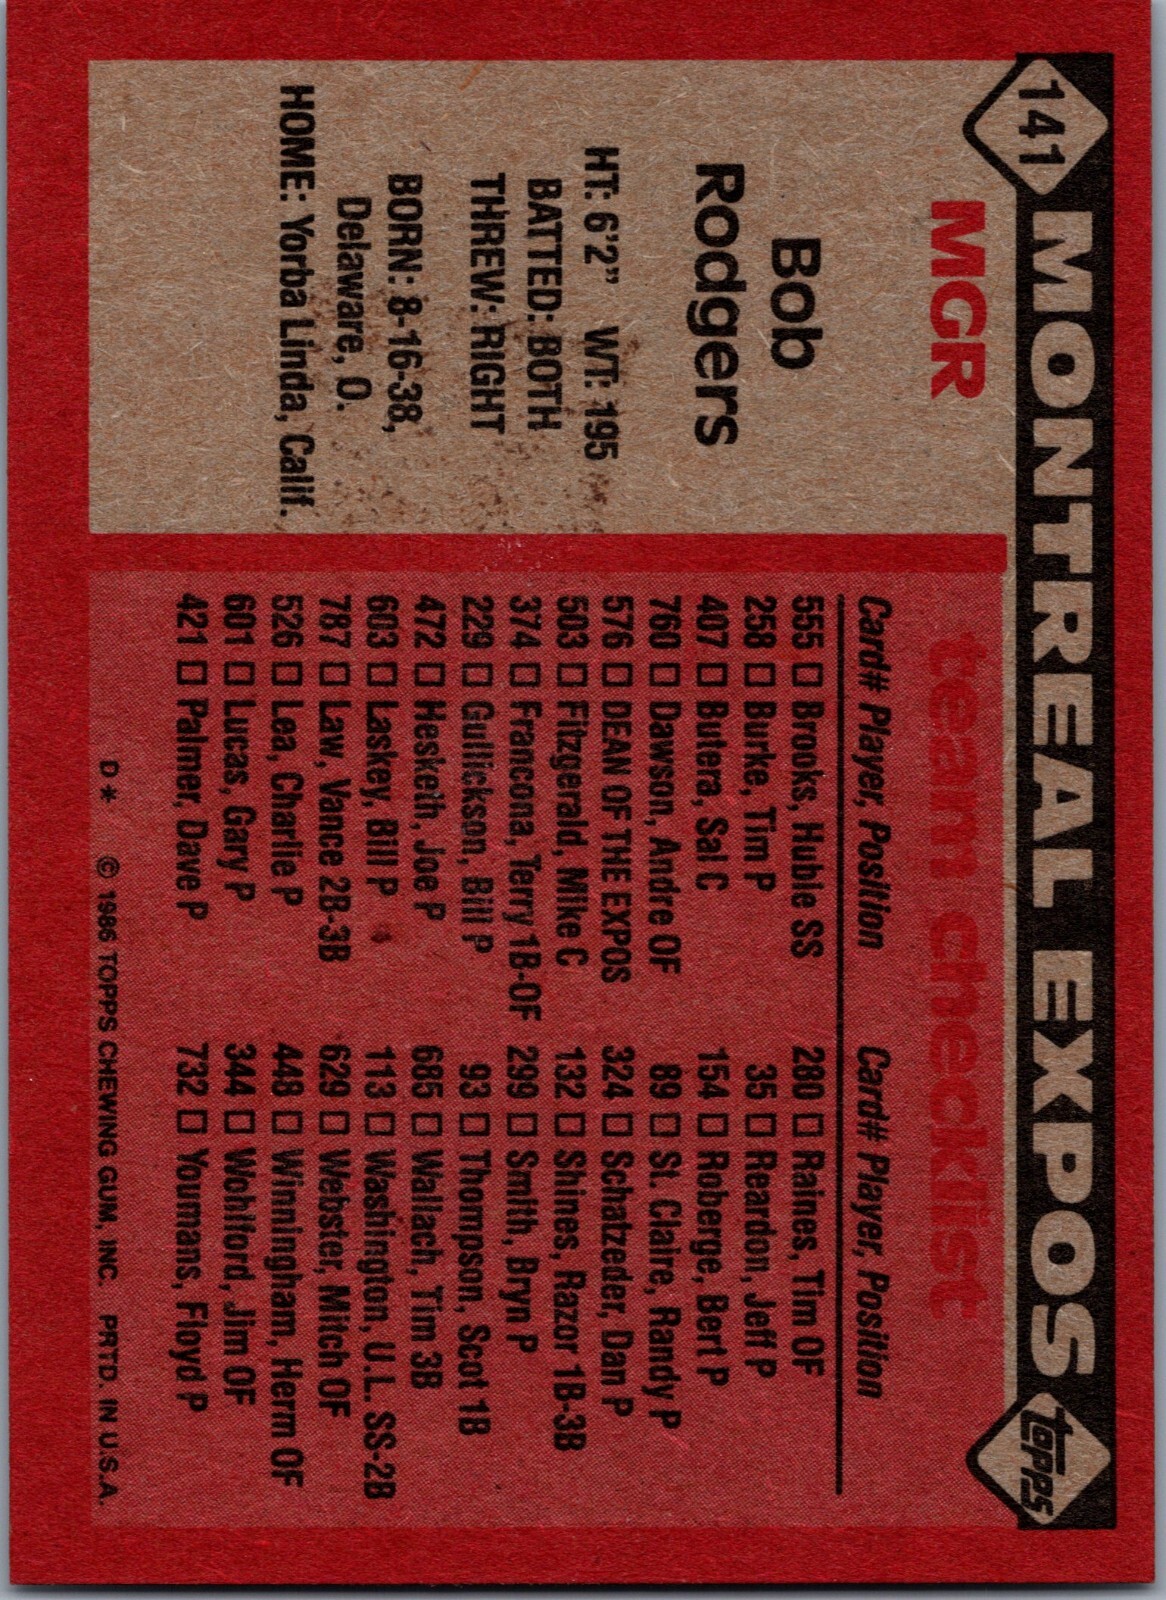 141
MONTREAL EXPOS
topps
MGR
Bob
Rodgers
HT: 6'2" WT: 195
BATTED: BOTH
THREW: RIGHT
BORN: 8-16-38,
Delaware, O.
HOME: Yorba Linda, Calif.
team checklist
Card# Player, Position
555 Brooks, Hubie SS
258 Burke, Tim P
407 Butera, Sal C
760 Dawson, Andre OF
576 DEAN OF THE EXPOS
503 Fitzgerald, Mike C
374 Francona, Terry 1B-OF
229 Gullickson, Bill P
472 Hesketh, Joe P
603 Laskey, Bill P
787 Law, Vance 2B-3B
526 Lea, Charlie P
601 Lucas, Gary P
421 Palmer, Dave P
Card# Player, Position
280 Raines, Tim OF
35 Reardon, Jeff P
154 Roberge, Bert P
89 St. Claire, Randy P
324 Schatzeder, Dan P
132 Shines, Razor 1B-3B
299 Smith, Bryn P
93 Thompson, Scot 1B
685 Wallach, Tim 3B
113 Washington, U.L. SS-2B
629 Webster, Mitch OF
448 Winningham, Herm OF
344 Wohlford, Jim OF
732 Youmans, Floyd P
D* © 1986 TOPPS CHEWING GUM, INC. PRTD. IN U.S.A.